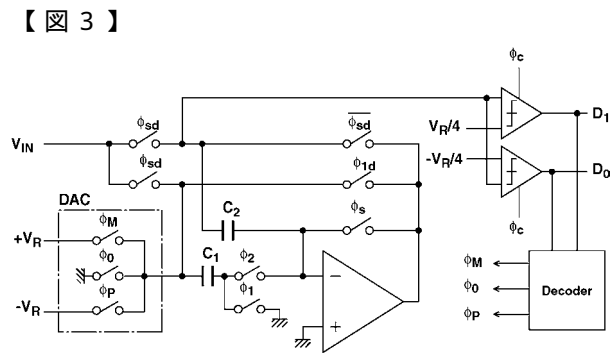 【図３】
ϕc
ϕsd
ϕsd
D1
VIN
VR/4
ϕsd
ϕ1d
-VR/4
D0
DAC
C2
ϕs
ϕM
ϕc
+VR
C1
ϕ2
ϕ0
ϕ1
ϕM
ϕP
ϕ0
Decoder
-VR
ϕP
−
+